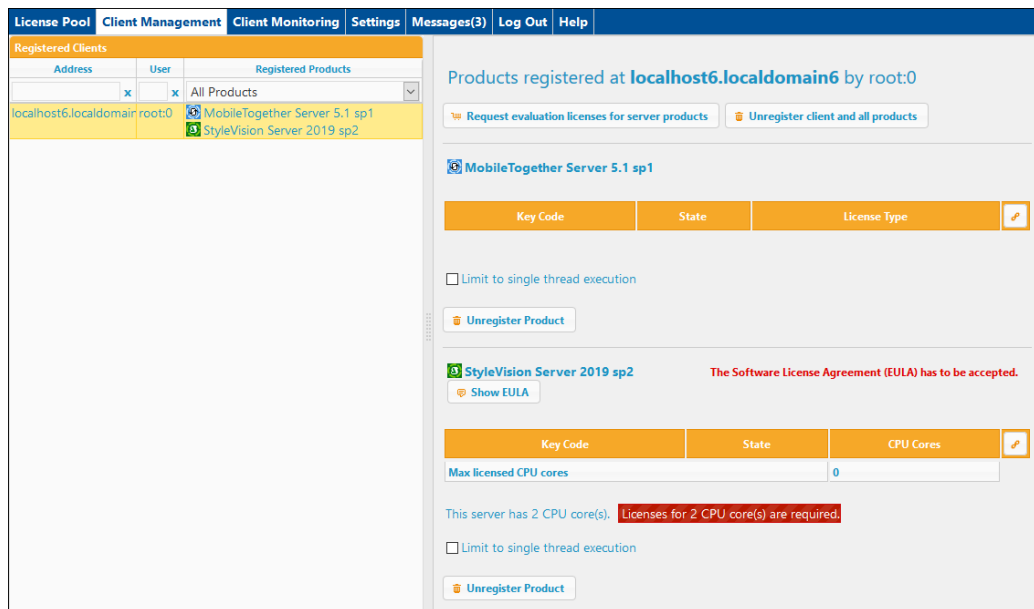 License Pool Client Management Client Monitoring Settings Messages(3) Log Out Help
Registered Clients
Address User Registered Products
x x All Products
localhost6.localdomain root:0 MobileTogether Server 5.1 sp1
StyleVision Server 2019 sp2
Products registered at localhost6.localdomain6 by root:0
Request evaluation licenses for server products Unregister client and all products
MobileTogether Server 5.1 sp1
Key Code State License Type
Limit to single thread execution
Unregister Product
StyleVision Server 2019 sp2 The Software License Agreement (EULA) has to be accepted.
Show EULA
Key Code State CPU Cores
Max licensed CPU cores 0
This server has 2 CPU core(s). Licenses for 2 CPU core(s) are required.
Limit to single thread execution
Unregister Product